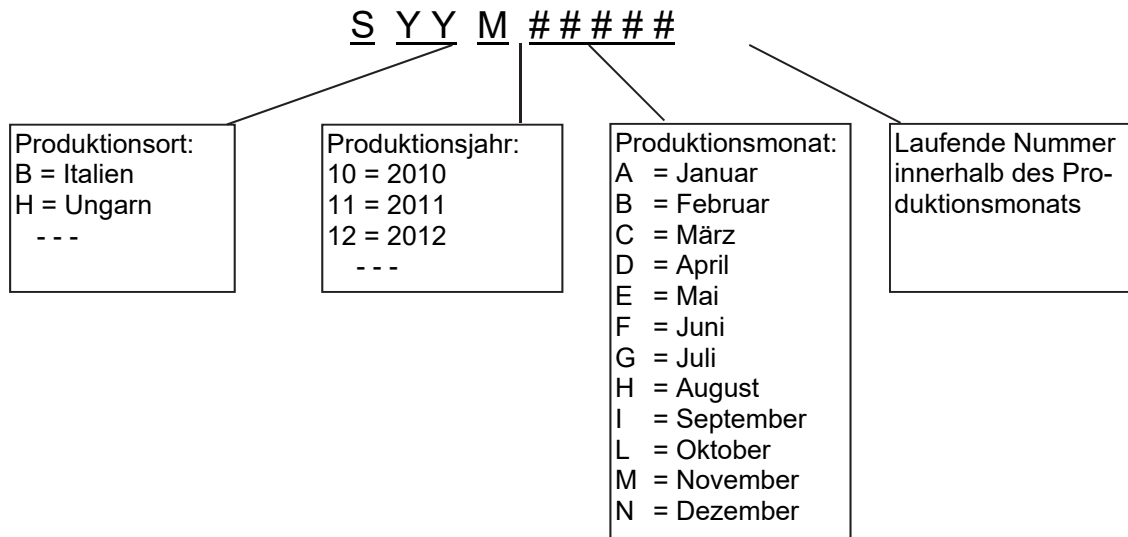 S YY M #####
Produktionsort:
B = Italien
H = Ungarn
- - -
Produktionsjahr:
10 = 2010
11 = 2011
12 = 2012
- - -
Produktionsmonat:
A = Januar
B = Februar
C = März
D = April
E = Mai
F = Juni
G = Juli
H = August
I = September
L = Oktober
M = November
N = Dezember
Laufende Nummer
innerhalb des Pro-
duktionsmonats